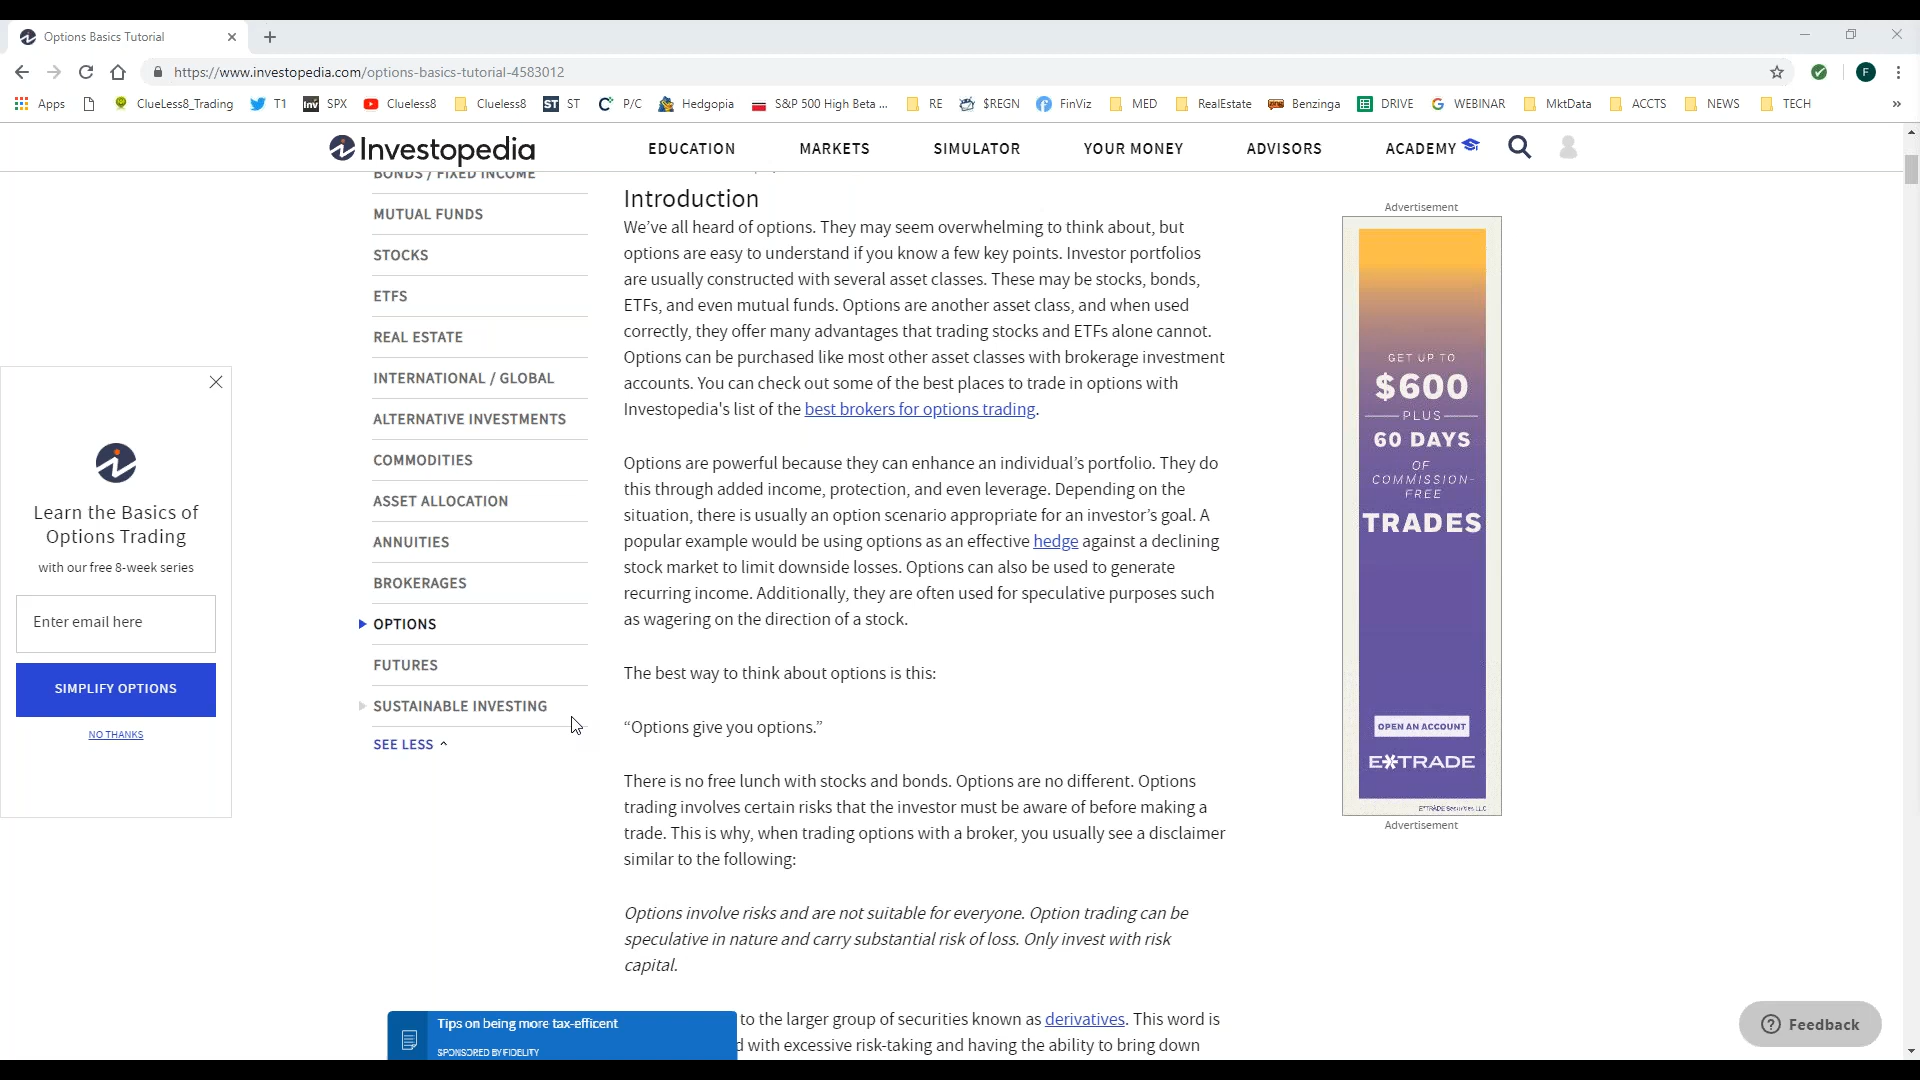 Options Basics Tutorial
https://www.investopedia.com/options-basics-tutorial-4583012
F
Apps ClueLess8_Trading T1 SPX Clueless8 Clueless8 ST P/C Hedgopia S&P 500 High Beta ... RE $REGN FinViz MED RealEstate Benzinga DRIVE WEBINAR MktData ACCTS NEWS TECH »
Investopedia
EDUCATION MARKETS SIMULATOR YOUR MONEY ADVISORS ACADEMY
BONDS / FIXED INCOME
MUTUAL FUNDS
STOCKS
ETFS
REAL ESTATE
INTERNATIONAL / GLOBAL
ALTERNATIVE INVESTMENTS
COMMODITIES
ASSET ALLOCATION
ANNUITIES
BROKERAGES
OPTIONS
FUTURES
SUSTAINABLE INVESTING
SEE LESS
Learn the Basics of
Options Trading
with our free 8-week series
Enter email here
SIMPLIFY OPTIONS
NO THANKS
Introduction
We’ve all heard of options. They may seem overwhelming to think about, but
options are easy to understand if you know a few key points. Investor portfolios
are usually constructed with several asset classes. These may be stocks, bonds,
ETFs, and even mutual funds. Options are another asset class, and when used
correctly, they offer many advantages that trading stocks and ETFs alone cannot.
Options can be purchased like most other asset classes with brokerage investment
accounts. You can check out some of the best places to trade in options with
Investopedia's list of the best brokers for options trading.
Options are powerful because they can enhance an individual’s portfolio. They do
this through added income, protection, and even leverage. Depending on the
situation, there is usually an option scenario appropriate for an investor’s goal. A
popular example would be using options as an effective hedge against a declining
stock market to limit downside losses. Options can also be used to generate
recurring income. Additionally, they are often used for speculative purposes such
as wagering on the direction of a stock.
The best way to think about options is this:
“Options give you options.”
There is no free lunch with stocks and bonds. Options are no different. Options
trading involves certain risks that the investor must be aware of before making a
trade. This is why, when trading options with a broker, you usually see a disclaimer
similar to the following:
Options involve risks and are not suitable for everyone. Option trading can be
speculative in nature and carry substantial risk of loss. Only invest with risk
capital.
to the larger group of securities known as derivatives. This word is
with excessive risk-taking and having the ability to bring down
Tips on being more tax-efficent
SPONSORED BY FIDELITY
Advertisement
GET UP TO
$600
PLUS
60 DAYS
OF
COMMISSION-
FREE
TRADES
OPEN AN ACCOUNT
E*TRADE
E*TRADE Securities LLC
Advertisement
Feedback